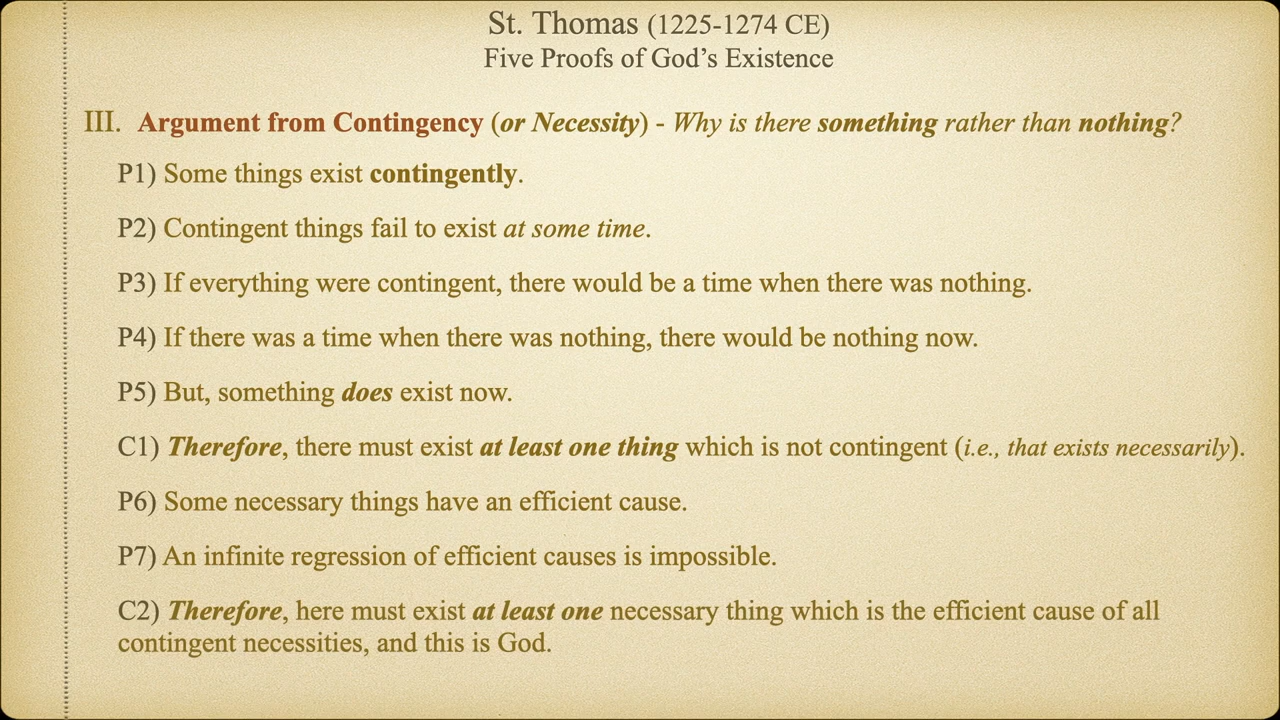 St. Thomas (1225-1274 CE)
Five Proofs of God’s Existence
III. Argument from Contingency (or Necessity) - Why is there something rather than nothing?
P1) Some things exist contingently.
P2) Contingent things fail to exist at some time.
P3) If everything were contingent, there would be a time when there was nothing.
P4) If there was a time when there was nothing, there would be nothing now.
P5) But, something does exist now.
C1) Therefore, there must exist at least one thing which is not contingent (i.e., that exists necessarily).
P6) Some necessary things have an efficient cause.
P7) An infinite regression of efficient causes is impossible.
C2) Therefore, here must exist at least one necessary thing which is the efficient cause of all
contingent necessities, and this is God.